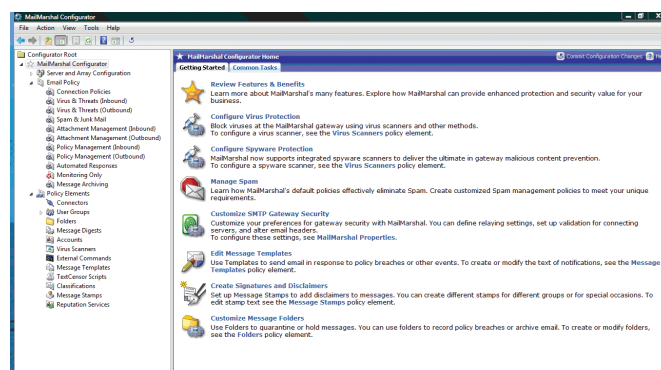 MailMarshal Configurator
File Action View Tools Help
Configurator Root
MailMarshal Configurator
Server and Array Configuration
Email Policy
Connection Policies
Virus & Threats (Inbound)
Virus & Threats (Outbound)
Spam & Junk Mail
Attachment Management (Inbound)
Attachment Management (Outbound)
Policy Management (Inbound)
Policy Management (Outbound)
Automated Responses
Monitoring Only
Message Archiving
Policy Elements
Connectors
User Groups
Folders
Message Digests
Accounts
Virus Scanners
External Commands
Message Templates
TextCensor Scripts
Classifications
Message Stamps
Reputation Services
MailMarshal Configurator Home
Commit Configuration Changes
Getting Started Common Tasks
Review Features & Benefits
Learn more about MailMarshal's many features. Explore how MailMarshal can provide enhanced protection and security value for your
business.
Configure Virus Protection
Block viruses at the MailMarshal gateway using virus scanners and other methods.
To configure a virus scanner, see the Virus Scanners policy element.
Configure Spyware Protection
MailMarshal now supports integrated spyware scanners to deliver the ultimate in gateway malicious content prevention.
To configure a spyware scanner, see the Virus Scanners policy element.
Manage Spam
Learn how MailMarshal's default policies effectively eliminate Spam. Create customized Spam management policies to meet your unique
requirements.
Customize SMTP Gateway Security
Customize your preferences for gateway security with MailMarshal. You can define relaying settings, set up validation for connecting
servers, and alter email headers.
To configure these settings, see MailMarshal Properties.
Edit Message Templates
Use Templates to send email in response to policy breaches or other events. To create or modify the text of notifications, see the Message
Templates policy element.
Create Signatures and Disclaimers
Set up Message Stamps to add disclaimers to messages. You can create different stamps for different groups or for special occasions. To
edit stamp text see the Message Stamps policy element.
Customize Message Folders
Use Folders to quarantine or hold messages. You can use folders to record policy breaches or archive email. To create or modify folders,
see the Folders policy element.